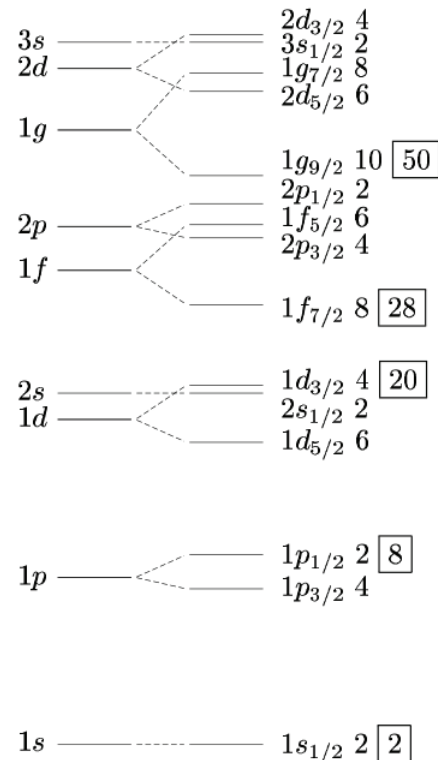 2d3/2 4
3s 3s1/2 2
2d 1g7/2 8
2d5/2 6
1g
1g9/2 10 50
2p1/2 2
2p 1f5/2 6
2p3/2 4
1f
1f7/2 8 28
2s 1d3/2 4 20
1d 2s1/2 2
1d5/2 6
1p1/2 2 8
1p 1p3/2 4
1s 1s1/2 2 2